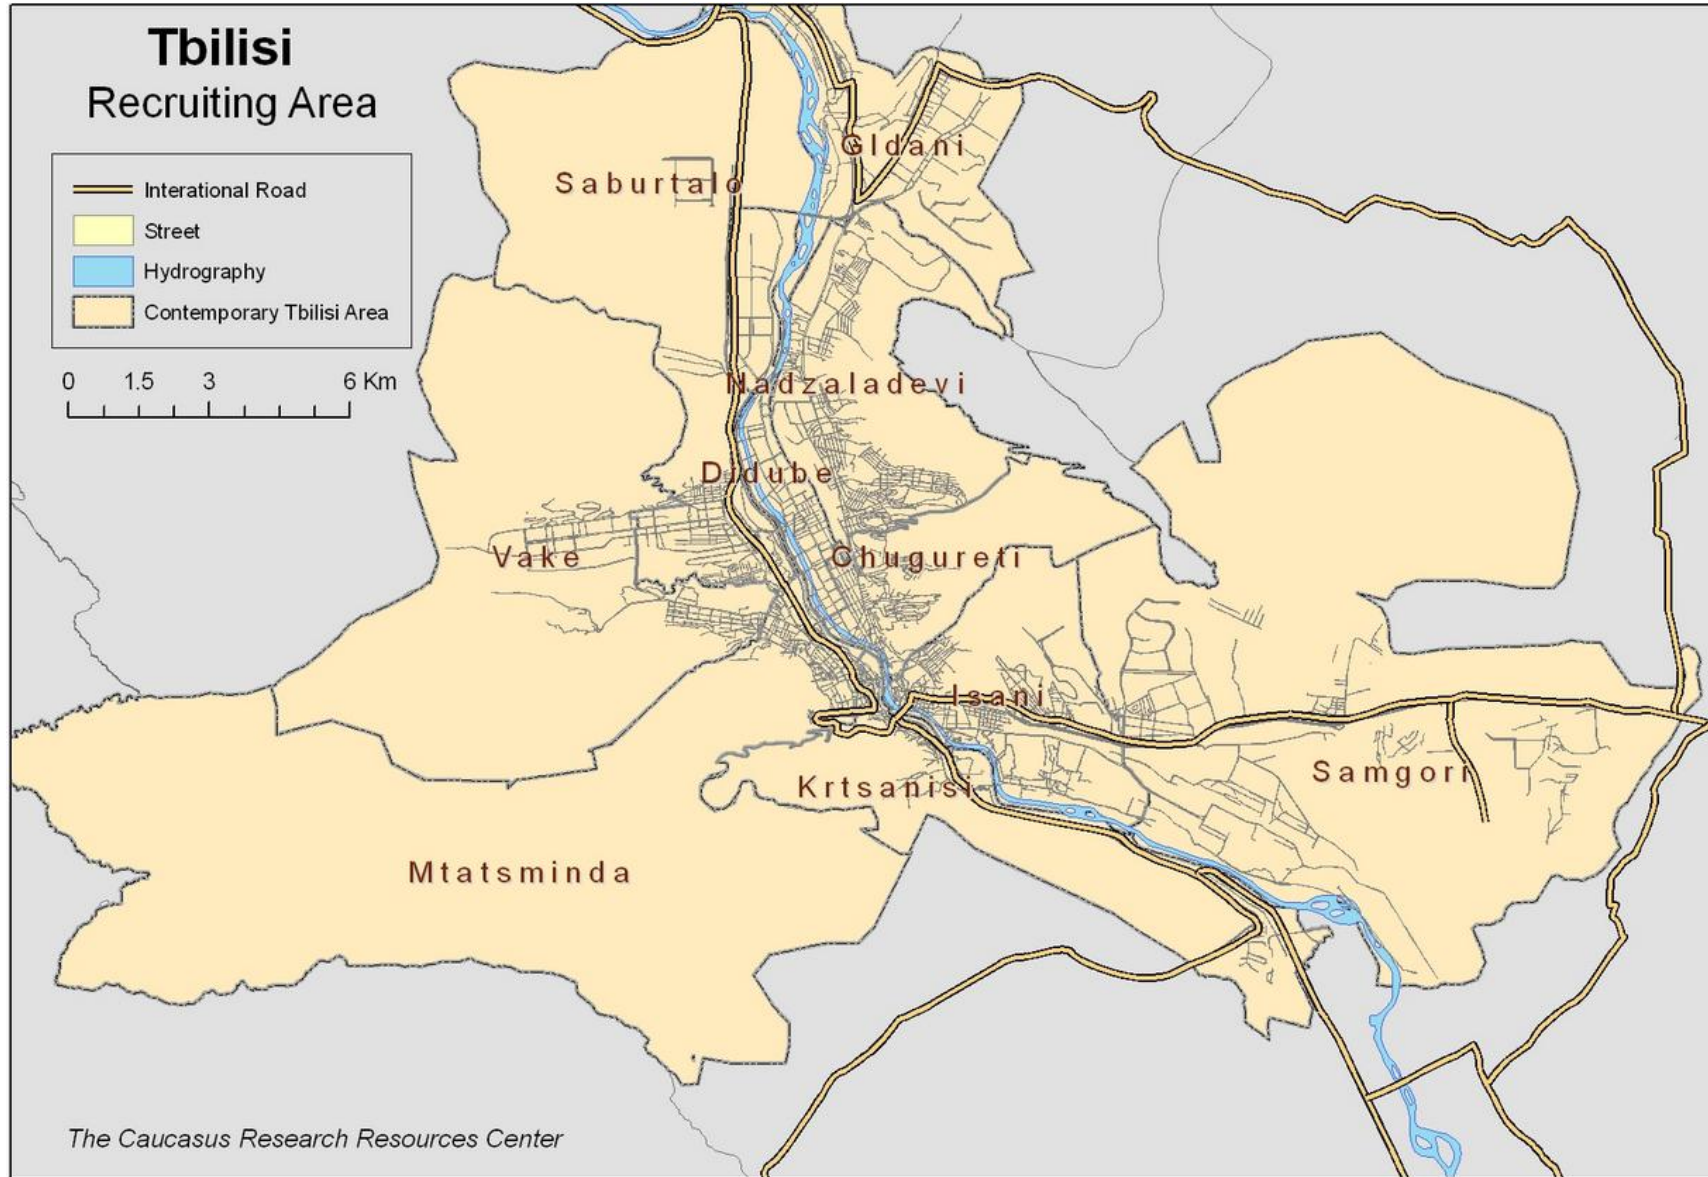 Tbilisi
Recruiting Area
Interational Road
Street
Hydrography
Contemporary Tbilisi Area
0 1.5 3 6 Km
Gldani
Saburtalo
Nadzaladevi
Didube
Vake
Chugureti
Isani
Samgori
Krtsanisi
Mtatsminda
The Caucasus Research Resources Center